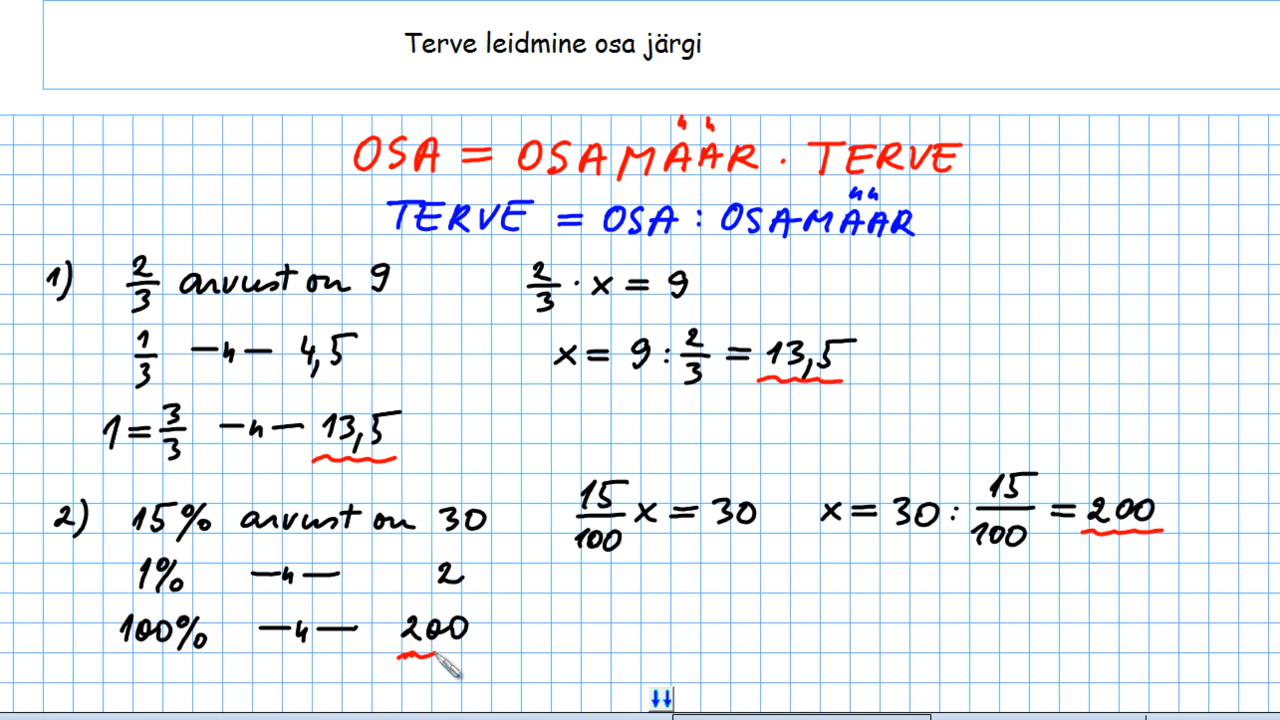 Terve leidmine osa järgi
OSA = OSAMÄÄR · TERVE
TERVE = OSA : OSAMÄÄR
1) 2/3 arvust on 9
2/3 · x = 9
1/3 —"— 4,5
x = 9 : 2/3 = 13,5
1 = 3/3 —"— 13,5
2) 15% arvust on 30
15/100 x = 30
x = 30 : 15/100 = 200
1% —"— 2
100% —"— 200